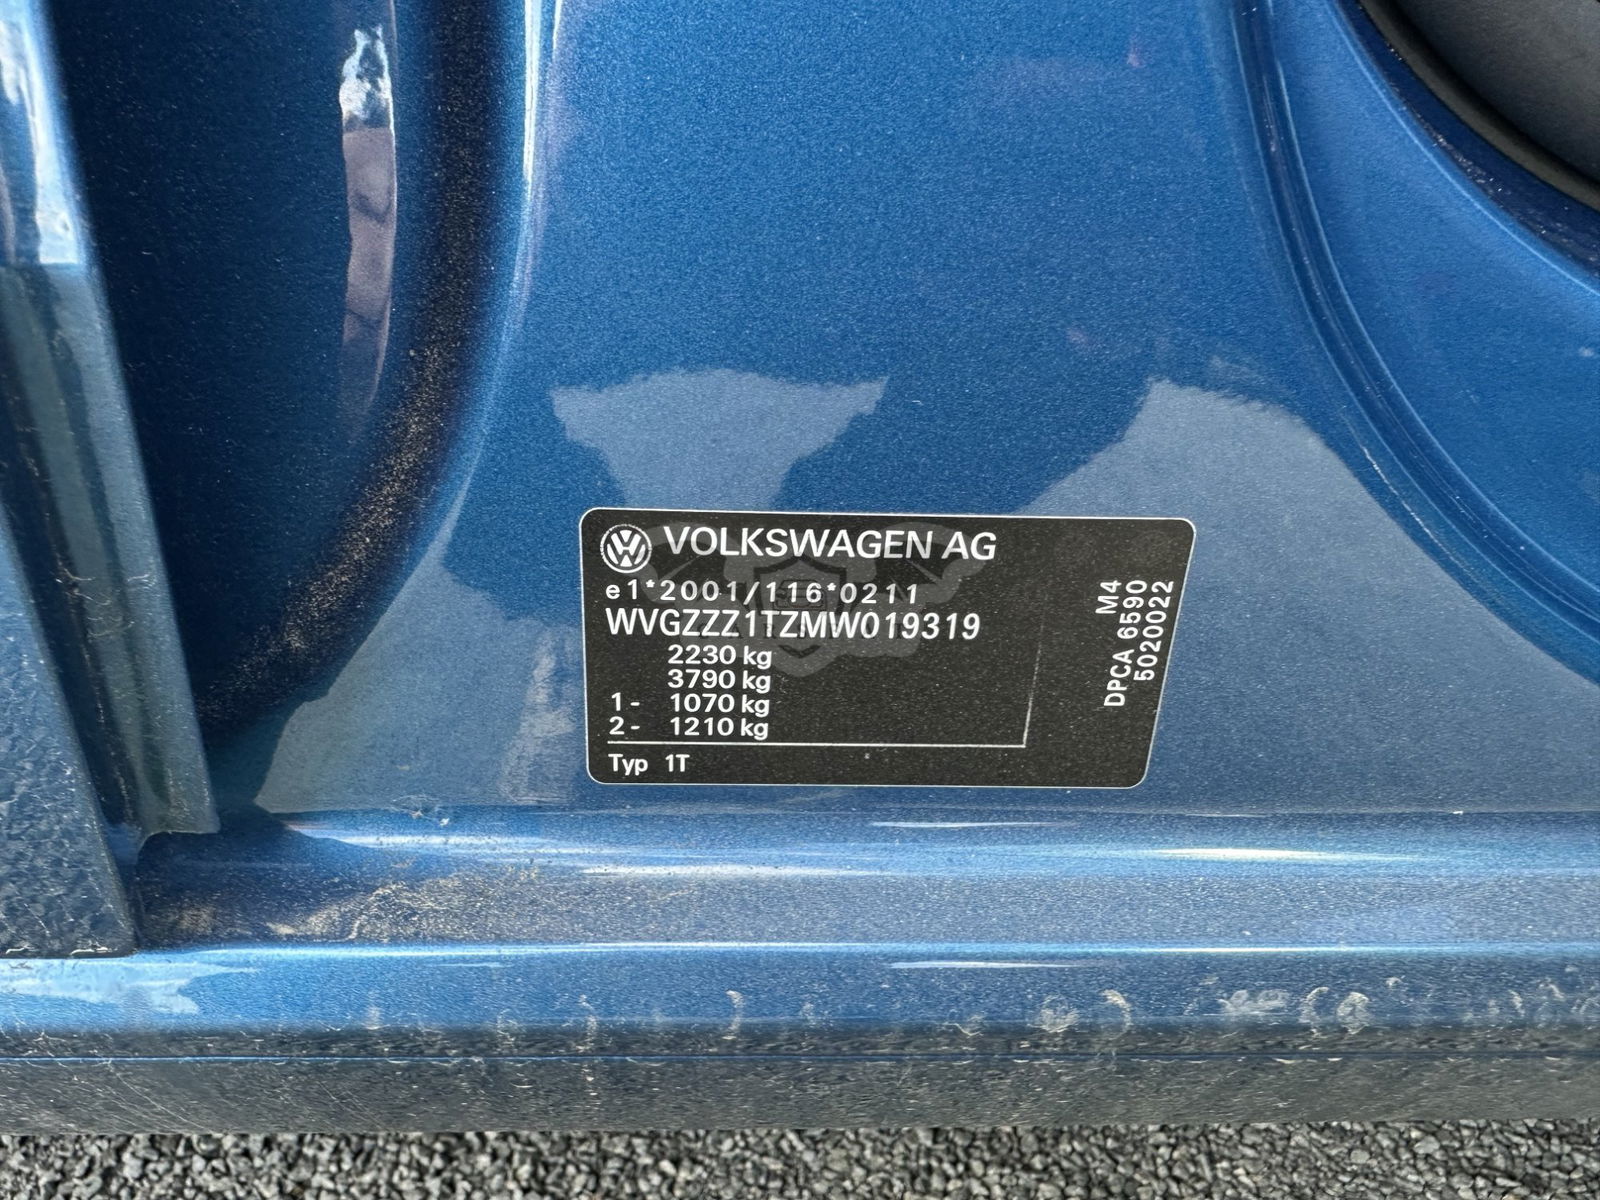 VOLKSWAGEN AG
e1*2001/116*0211
WVGZZZ1TZMW019319
2230 kg
3790 kg
1- 1070 kg
2- 1210 kg
Typ 1T
M4
DPCA 6590
5020022